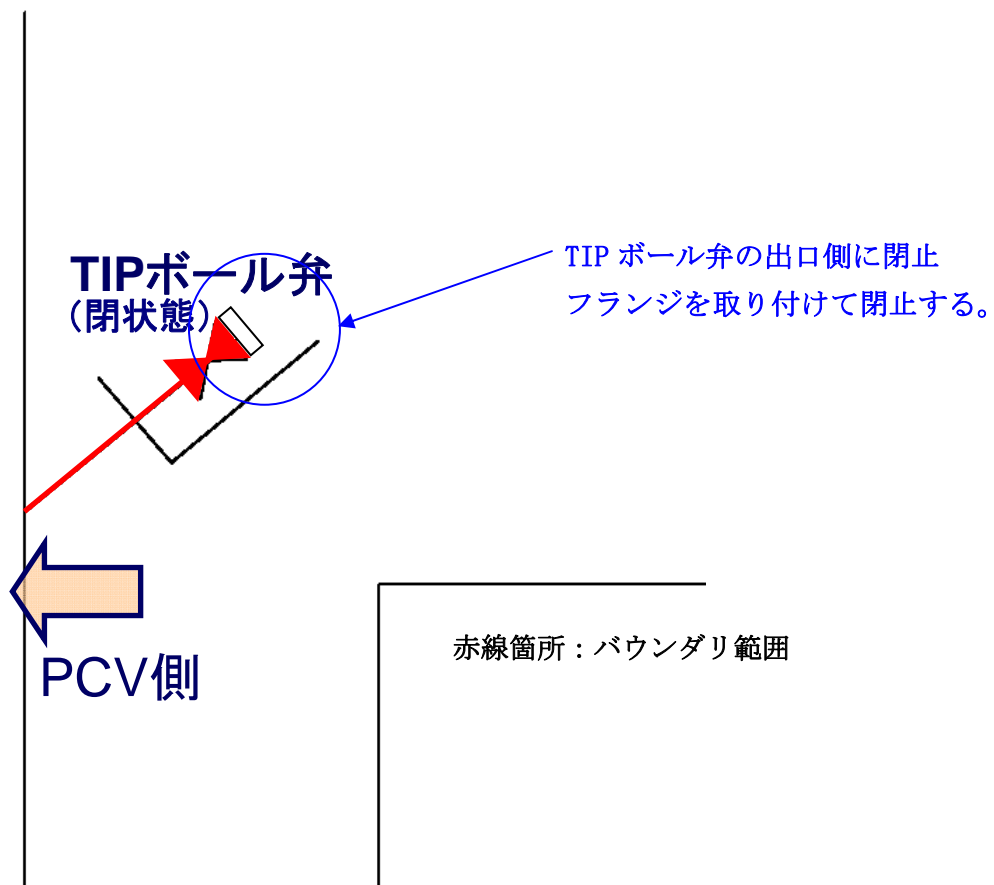 TIPボール弁
(閉状態)
TIP ボール弁の出口側に閉止
フランジを取り付けて閉止する。
赤線箇所：バウンダリ範囲
PCV側